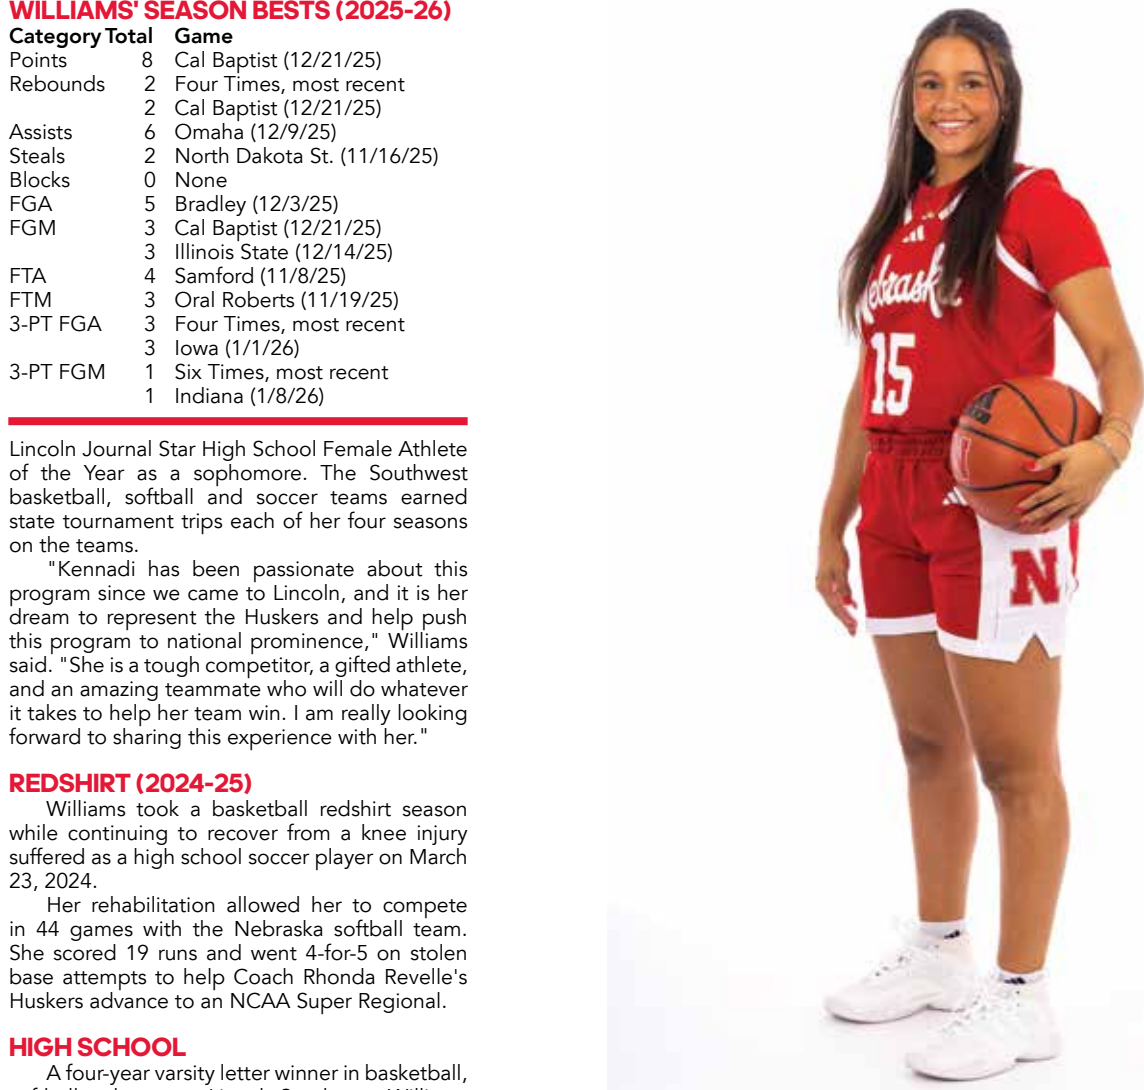 WILLIAMS' SEASON BESTS (2025-26)
Category Total Game
Points 8 Cal Baptist (12/21/25)
Rebounds 2 Four Times, most recent
2 Cal Baptist (12/21/25)
Assists 6 Omaha (12/9/25)
Steals 2 North Dakota St. (11/16/25)
Blocks 0 None
FGA 5 Bradley (12/3/25)
FGM 3 Cal Baptist (12/21/25)
3 Illinois State (12/14/25)
FTA 4 Samford (11/8/25)
FTM 3 Oral Roberts (11/19/25)
3-PT FGA 3 Four Times, most recent
3 Iowa (1/1/26)
3-PT FGM 1 Six Times, most recent
1 Indiana (1/8/26)
Lincoln Journal Star High School Female Athlete
of the Year as a sophomore. The Southwest
basketball, softball and soccer teams earned
state tournament trips each of her four seasons
on the teams.
"Kennadi has been passionate about this
program since we came to Lincoln, and it is her
dream to represent the Huskers and help push
this program to national prominence," Williams
said. "She is a tough competitor, a gifted athlete,
and an amazing teammate who will do whatever
it takes to help her team win. I am really looking
forward to sharing this experience with her."
REDSHIRT (2024-25)
Williams took a basketball redshirt season
while continuing to recover from a knee injury
suffered as a high school soccer player on March
23, 2024.
Her rehabilitation allowed her to compete
in 44 games with the Nebraska softball team.
She scored 19 runs and went 4-for-5 on stolen
base attempts to help Coach Rhonda Revelle's
Huskers advance to an NCAA Super Regional.
HIGH SCHOOL
A four-year varsity letter winner in basketball,
Nebraska
15
N
N